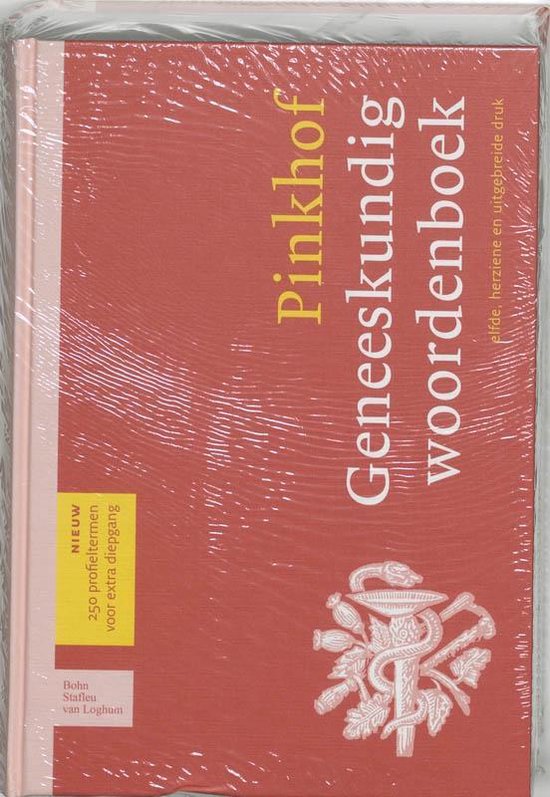 Pinkhof
Geneeskundig
woordenboek
elfde, herziene en uitgebreide druk
NIEUW
250 profieltermen
voor extra diepgang
Bohn
Stafleu
van Loghum